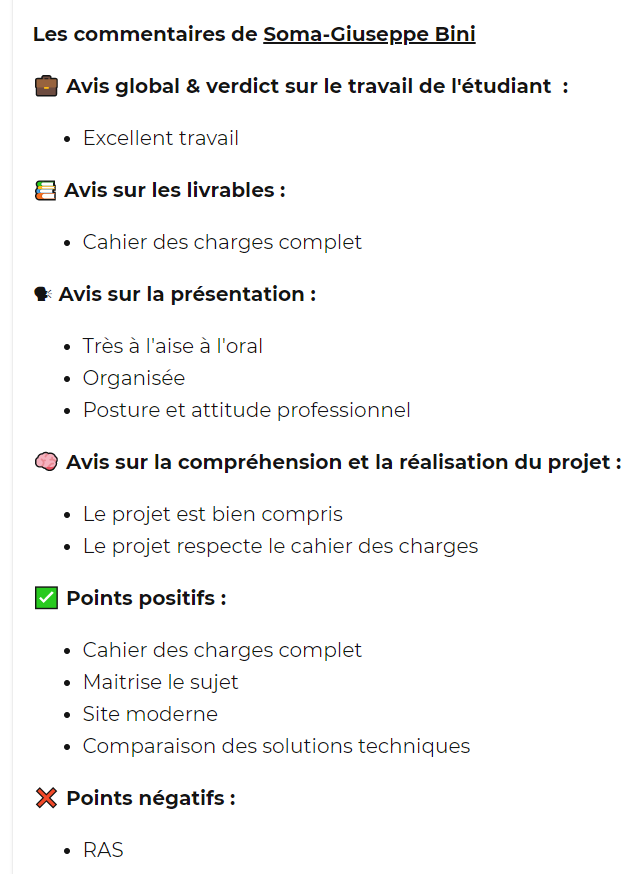 Les commentaires de Soma-Giuseppe Bini
💼 Avis global & verdict sur le travail de l'étudiant :
• Excellent travail
📚 Avis sur les livrables :
• Cahier des charges complet
🗣 Avis sur la présentation :
• Très à l'aise à l'oral
• Organisée
• Posture et attitude professionnel
🧠 Avis sur la compréhension et la réalisation du projet :
• Le projet est bien compris
• Le projet respecte le cahier des charges
✅ Points positifs :
• Cahier des charges complet
• Maitrise le sujet
• Site moderne
• Comparaison des solutions techniques
❌ Points négatifs :
• RAS